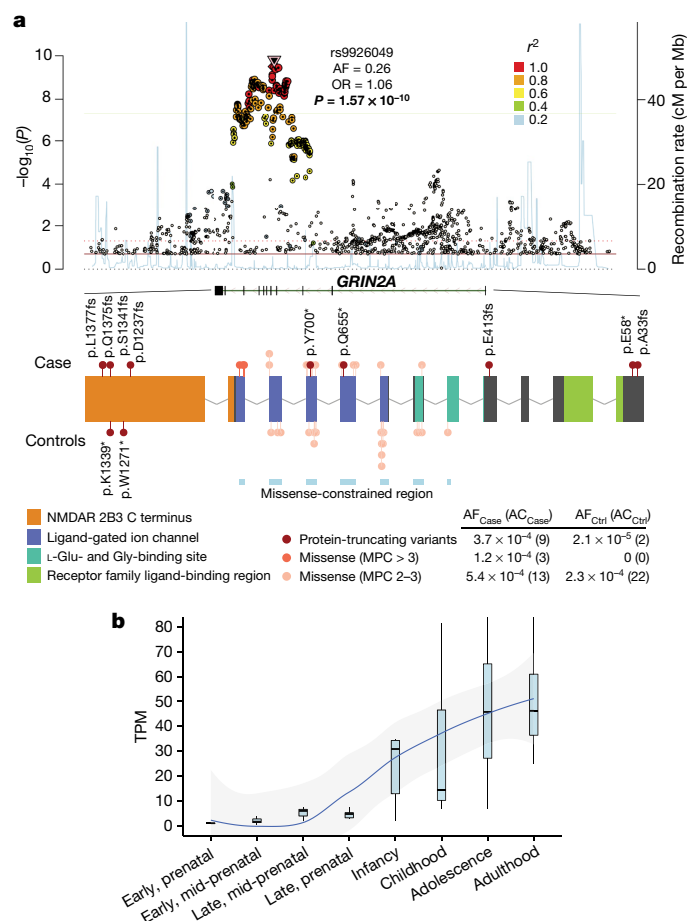 a
rs9926049
AF = 0.26
OR = 1.06
P = 1.57 × 10⁻¹⁰
r²
1.0
0.8
0.6
0.4
0.2
–log₁₀(P)
10
8
6
4
2
0
Recombination rate (cM per Mb)
40
20
0
GRIN2A
p.L1377fs
p.Q1375fs
p.S1341fs
p.D1237fs
p.Y700*
p.Q655*
p.E413fs
p.E58*
p.A33fs
Case
Controls
p.K1339*
p.W1271*
Missense-constrained region
NMDAR 2B3 C terminus
Ligand-gated ion channel
L-Glu- and Gly-binding site
Receptor family ligand-binding region
AF_Case (AC_Case) AF_Ctrl (AC_Ctrl)
Protein-truncating variants 3.7 × 10⁻⁴ (9) 2.1 × 10⁻⁵ (2)
Missense (MPC > 3) 1.2 × 10⁻⁴ (3) 0 (0)
Missense (MPC 2–3) 5.4 × 10⁻⁴ (13) 2.3 × 10⁻⁴ (22)
b
TPM
80
70
60
50
40
30
20
10
0
Early, prenatal
Early, mid-prenatal
Late, mid-prenatal
Late, prenatal
Infancy
Childhood
Adolescence
Adulthood